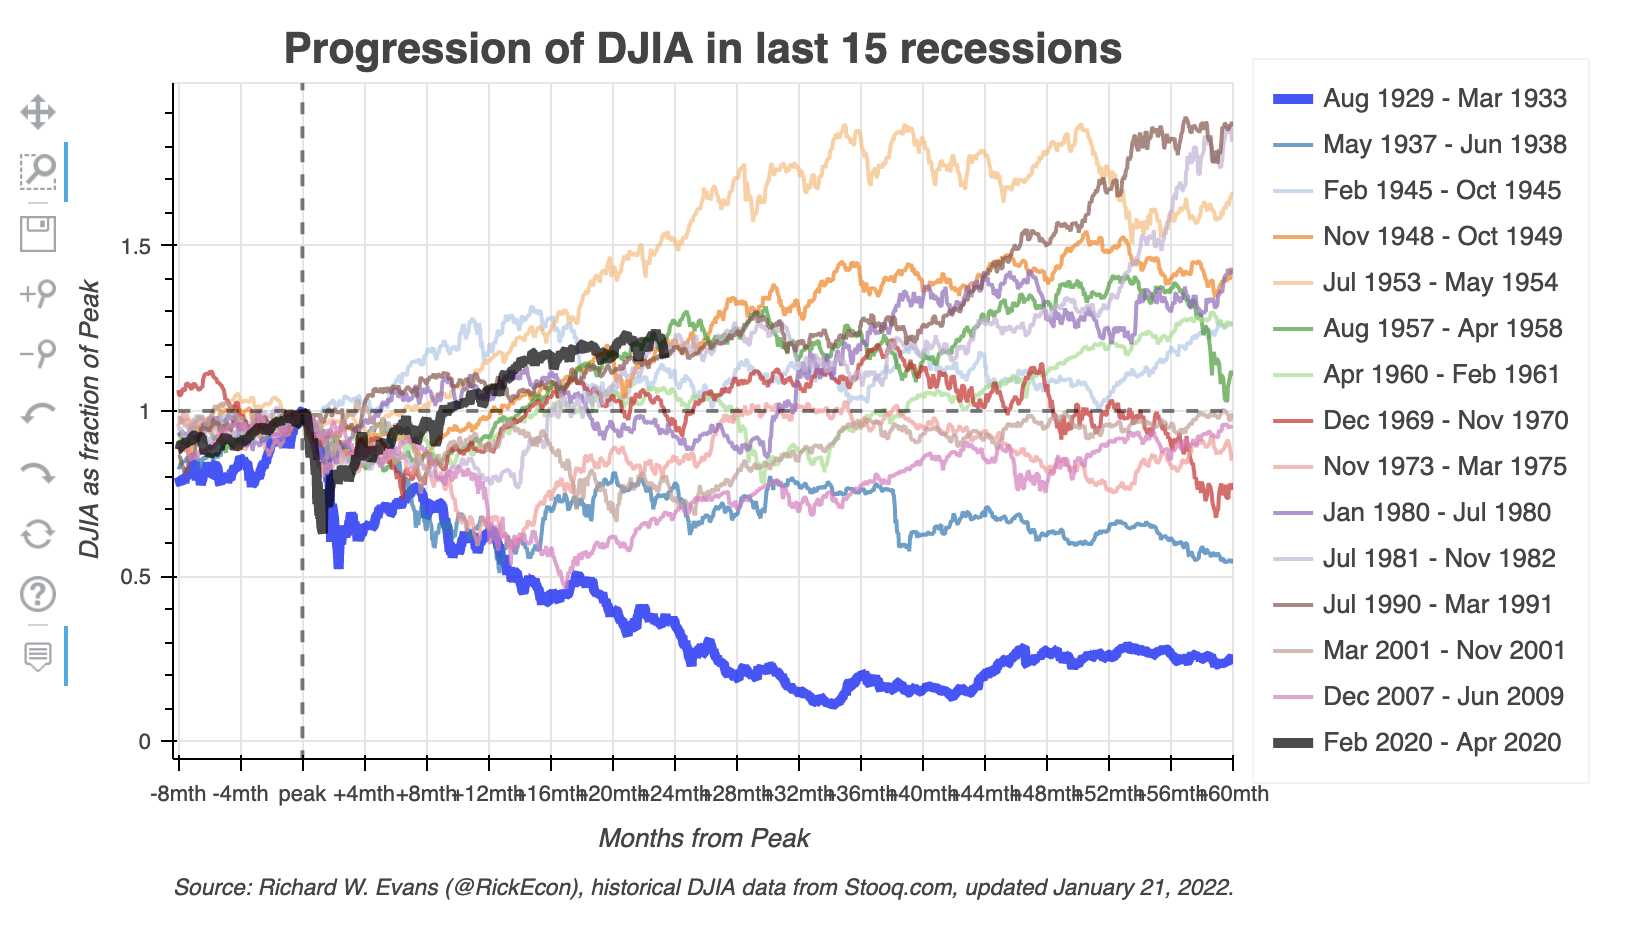 Progression of DJIA in last 15 recessions
DJIA as fraction of Peak
1.5
1
0.5
0
-8mth -4mth peak +4mth +8mth +12mth +16mth +20mth +24mth +28mth +32mth +36mth +40mth +44mth +48mth +52mth +56mth +60mth
Months from Peak
Source: Richard W. Evans (@RickEcon), historical DJIA data from Stooq.com, updated January 21, 2022.
Aug 1929 - Mar 1933
May 1937 - Jun 1938
Feb 1945 - Oct 1945
Nov 1948 - Oct 1949
Jul 1953 - May 1954
Aug 1957 - Apr 1958
Apr 1960 - Feb 1961
Dec 1969 - Nov 1970
Nov 1973 - Mar 1975
Jan 1980 - Jul 1980
Jul 1981 - Nov 1982
Jul 1990 - Mar 1991
Mar 2001 - Nov 2001
Dec 2007 - Jun 2009
Feb 2020 - Apr 2020